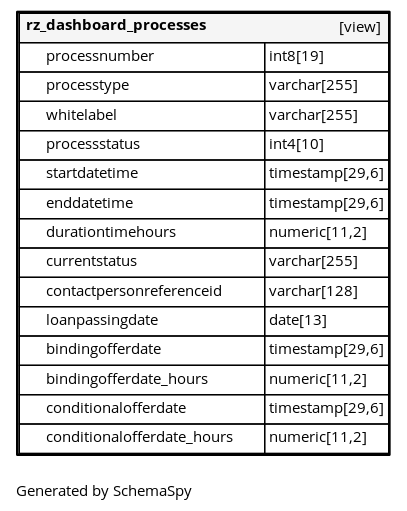 rz_dashboard_processes [view]
processnumber int8[19]
processtype varchar[255]
whitelabel varchar[255]
processstatus int4[10]
startdatetime timestamp[29,6]
enddatetime timestamp[29,6]
durationtimehours numeric[11,2]
currentstatus varchar[255]
contactpersonreferenceid varchar[128]
loanpassingdate date[13]
bindingofferdate timestamp[29,6]
bindingofferdate_hours numeric[11,2]
conditionalofferdate timestamp[29,6]
conditionalofferdate_hours numeric[11,2]
Generated by SchemaSpy